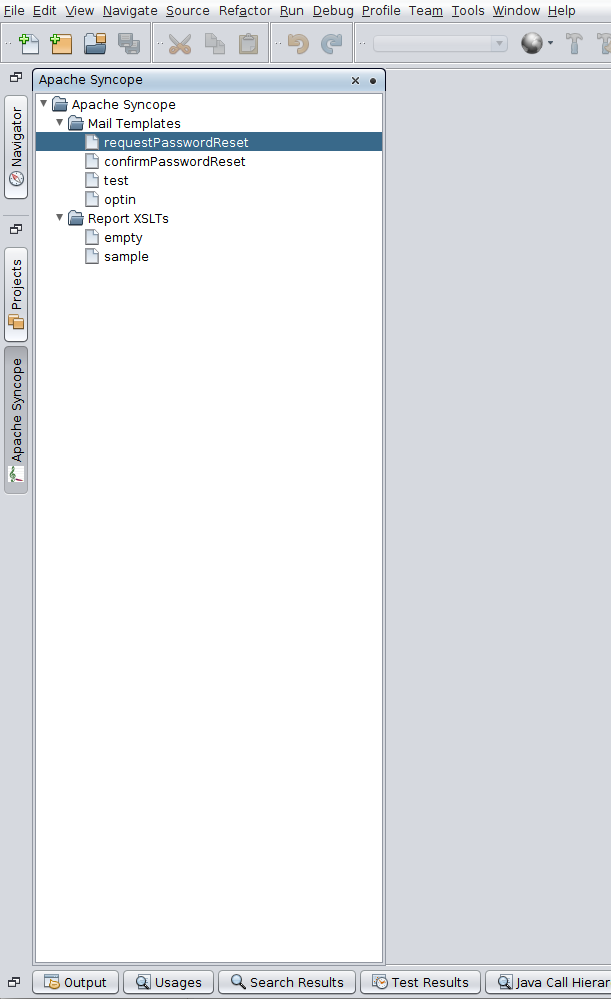 File Edit View Navigate Source Refactor Run Debug Profile Team Tools Window Help
Apache Syncope
Navigator
Projects
Apache Syncope
Apache Syncope
Mail Templates
requestPasswordReset
confirmPasswordReset
test
optin
Report XSLTs
empty
sample
Output Usages Search Results Test Results Java Call Hierar